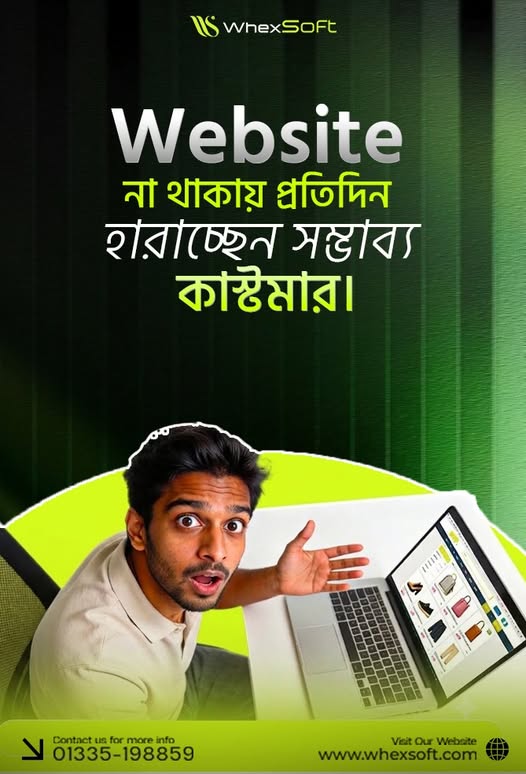 WHEXSOFT
Website
না থাকায় প্রতিদিন
হারাচ্ছেন সম্ভাব্য
কাস্টমার।
Contact us for more info
01335-198859
Visit Our Website
www.whexsoft.com